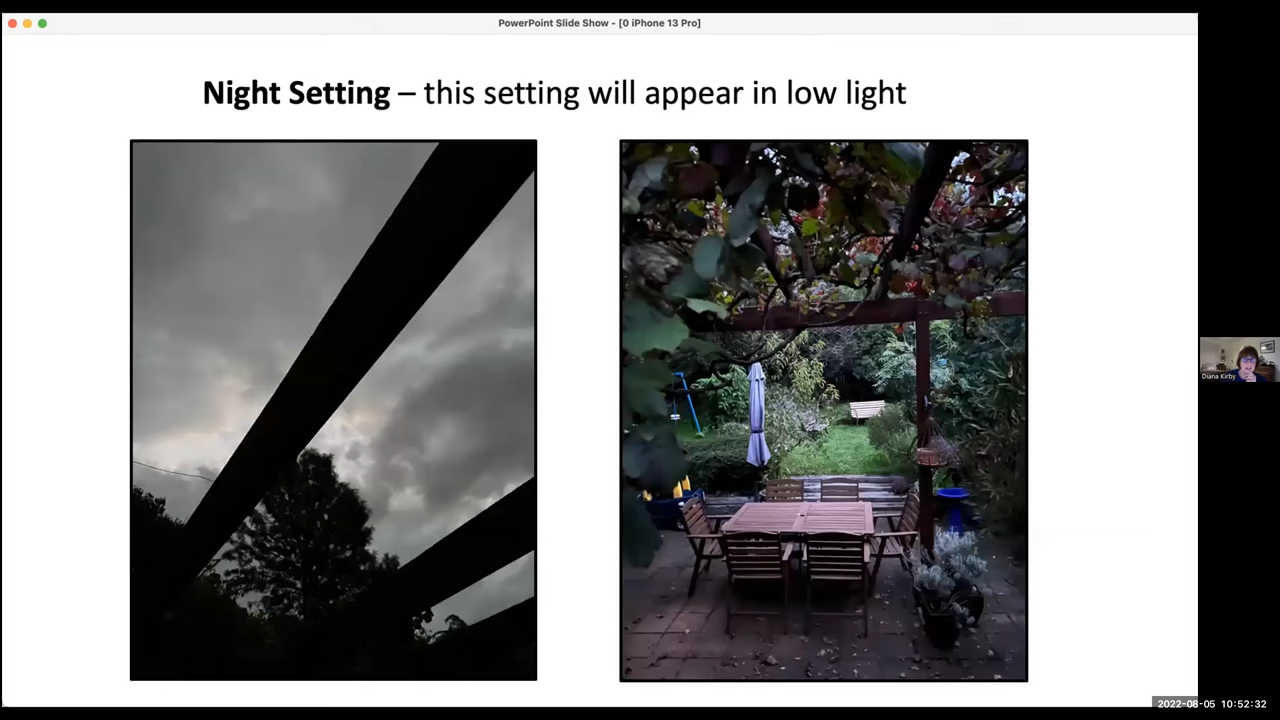 PowerPoint Slide Show - [0 iPhone 13 Pro]
Night Setting – this setting will appear in low light
Diana Kirby
2022-08-05 10:52:32